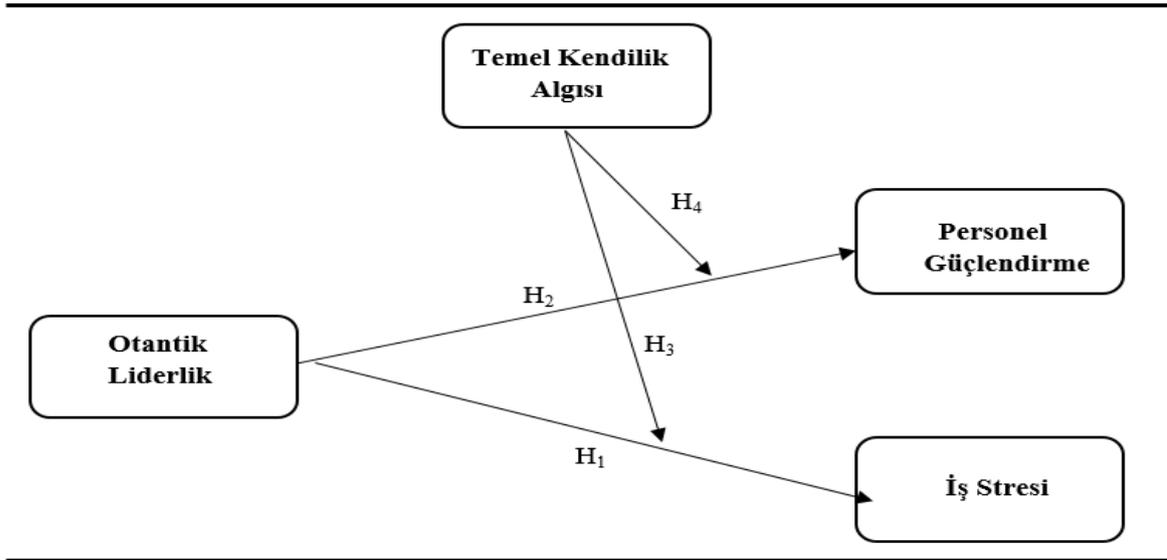 Temel Kendilik
Algısı
H4
Personel
Güçlendirme
H2
Otantik
Liderlik
H3
H1
İş Stresi